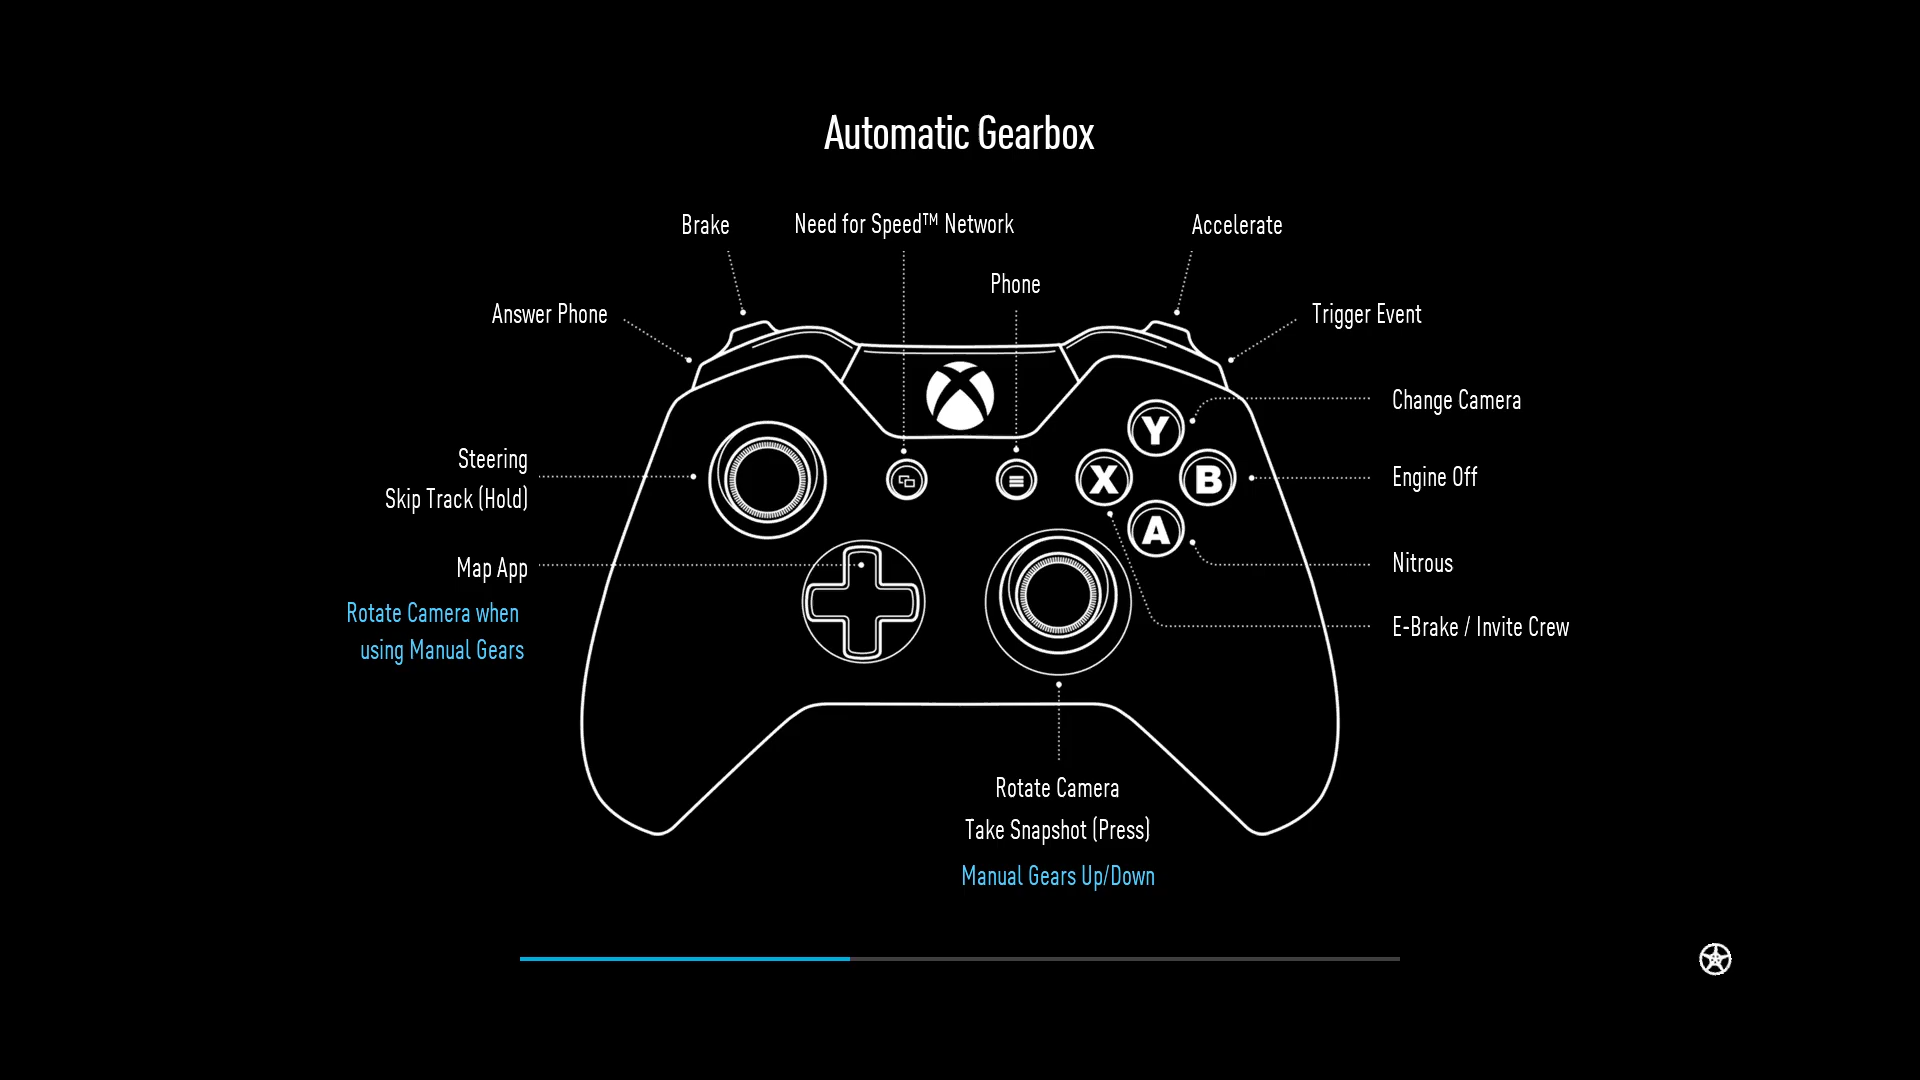 Automatic Gearbox
Brake
Need for Speed™ Network
Accelerate
Phone
Answer Phone
Trigger Event
Change Camera
Y
Steering
Skip Track (Hold)
X
B
Engine Off
A
Map App
Nitrous
Rotate Camera when
using Manual Gears
E-Brake / Invite Crew
Rotate Camera
Take Snapshot (Press)
Manual Gears Up/Down